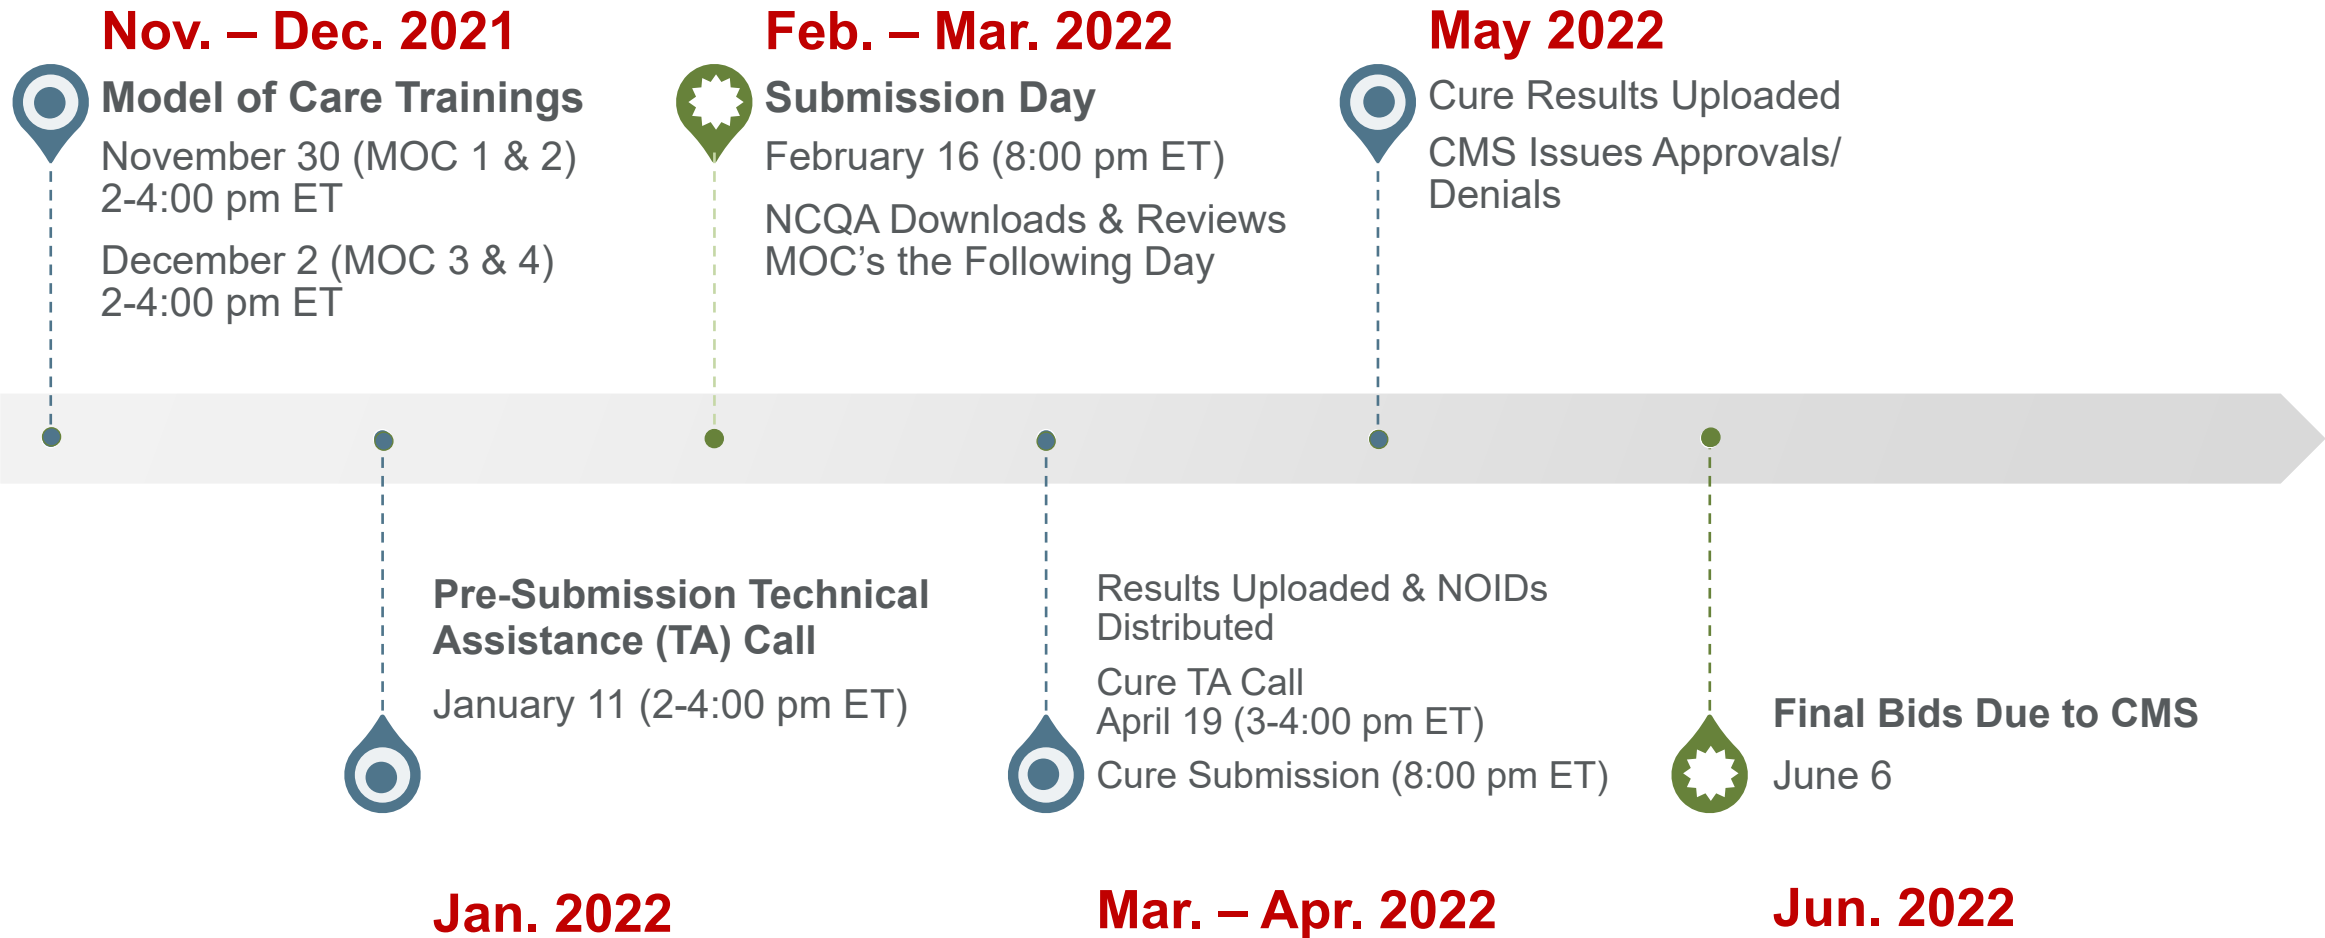 Nov. – Dec. 2021
Model of Care Trainings
November 30 (MOC 1 & 2)
2-4:00 pm ET
December 2 (MOC 3 & 4)
2-4:00 pm ET
Feb. – Mar. 2022
Submission Day
February 16 (8:00 pm ET)
NCQA Downloads & Reviews
MOC’s the Following Day
May 2022
Cure Results Uploaded
CMS Issues Approvals/
Denials
Pre-Submission Technical
Assistance (TA) Call
January 11 (2-4:00 pm ET)
Jan. 2022
Results Uploaded & NOIDs
Distributed
Cure TA Call
April 19 (3-4:00 pm ET)
Cure Submission (8:00 pm ET)
Mar. – Apr. 2022
Final Bids Due to CMS
June 6
Jun. 2022